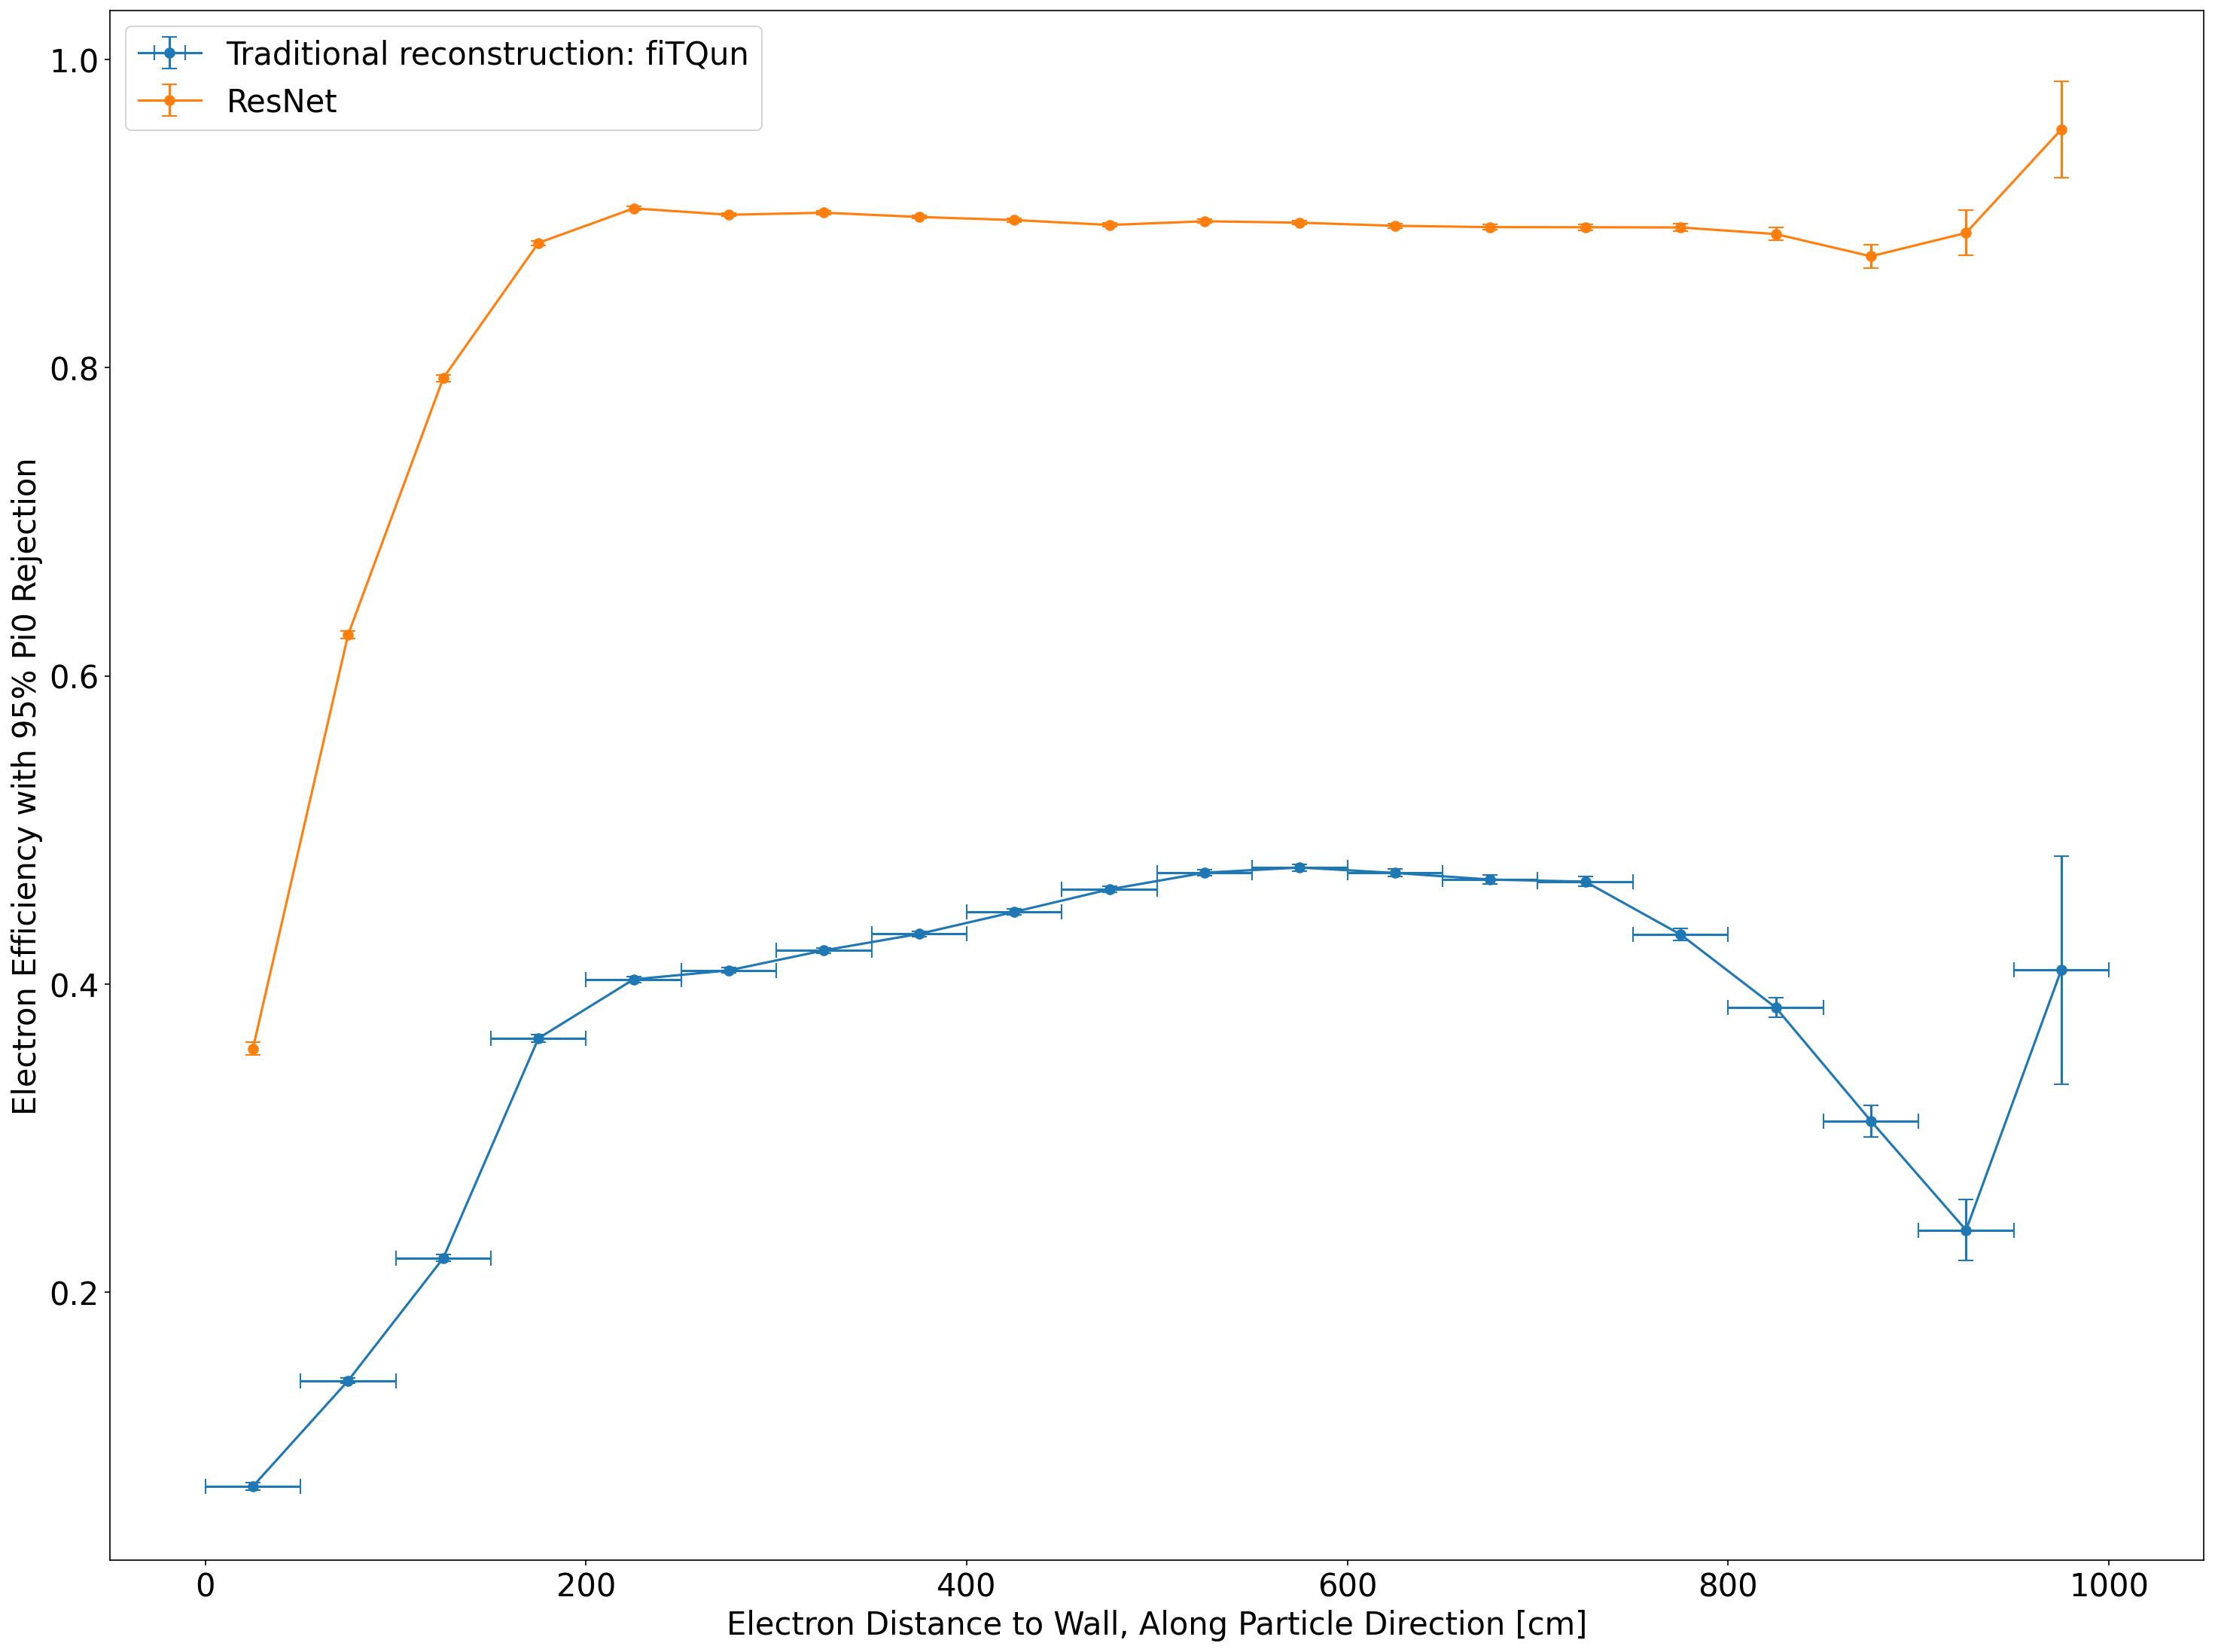 Traditional reconstruction: fiTQun
ResNet
1.0
0.8
0.6
0.4
0.2
Electron Efficiency with 95% Pi0 Rejection
0 200 400 600 800 1000
Electron Distance to Wall, Along Particle Direction [cm]